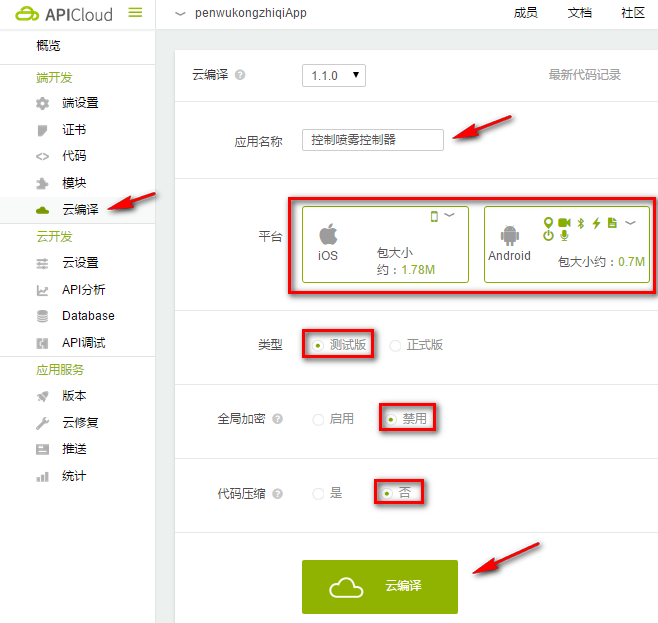 APICloud
penwukongzhiqiApp
成员 文档 社区
概览
端开发
端设置
证书
代码
模块
云编译
云开发
云设置
API分析
Database
API调试
应用服务
版本
云修复
推送
统计
云编译 ? 1.1.0 最新代码记录
应用名称 控制喷雾控制器
平台
iOS
包大小
约：1.78M
Android
包大小约：0.7M
类型 测试版 正式版
全局加密 ? 启用 禁用
代码压缩 ? 是 否
云编译